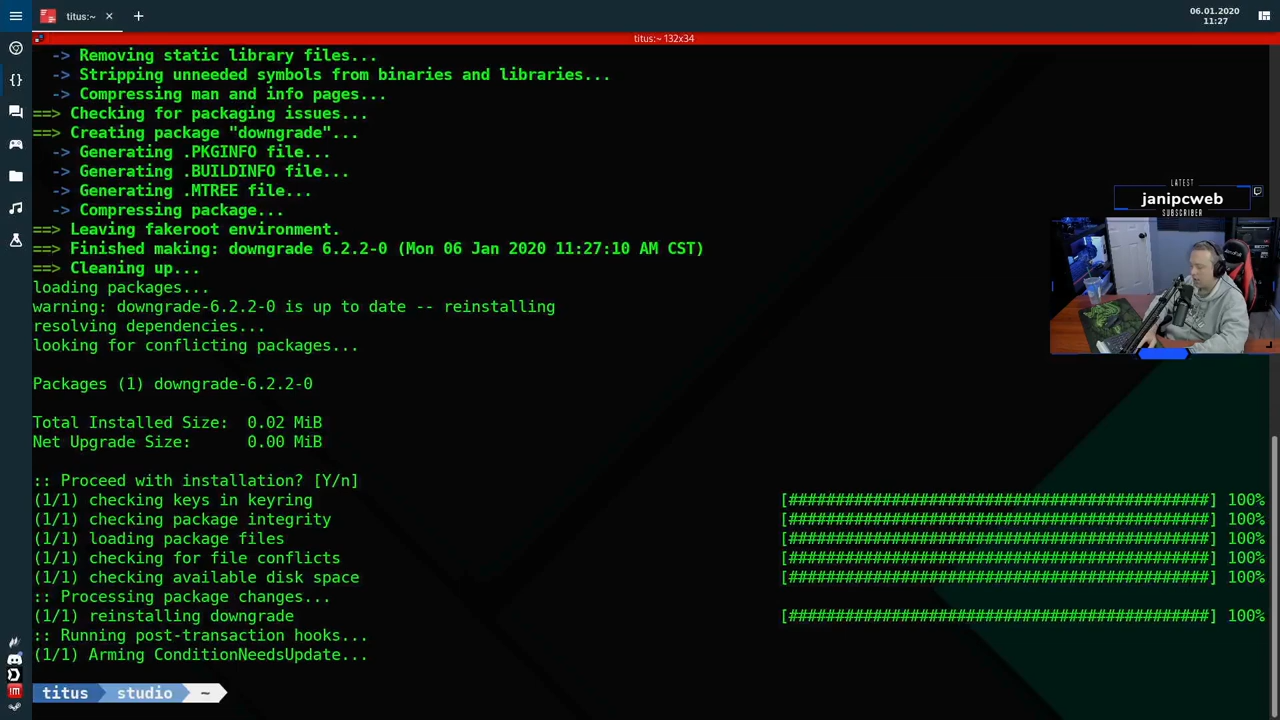 titus:~
06.01.2020
11:27
titus:~ 132x34
-> Removing static library files...
-> Stripping unneeded symbols from binaries and libraries...
-> Compressing man and info pages...
==> Checking for packaging issues...
==> Creating package "downgrade"...
-> Generating .PKGINFO file...
-> Generating .BUILDINFO file...
-> Generating .MTREE file...
-> Compressing package...
==> Leaving fakeroot environment.
==> Finished making: downgrade 6.2.2-0 (Mon 06 Jan 2020 11:27:10 AM CST)
==> Cleaning up...
loading packages...
warning: downgrade-6.2.2-0 is up to date -- reinstalling
resolving dependencies...
looking for conflicting packages...
LATEST
janipcweb
SUBSCRIBER
Packages (1) downgrade-6.2.2-0
Total Installed Size:  0.02 MiB
Net Upgrade Size:      0.00 MiB
:: Proceed with installation? [Y/n]
(1/1) checking keys in keyring [#############################################] 100%
(1/1) checking package integrity [#############################################] 100%
(1/1) loading package files [#############################################] 100%
(1/1) checking for file conflicts [#############################################] 100%
(1/1) checking available disk space [#############################################] 100%
:: Processing package changes...
(1/1) reinstalling downgrade [#############################################] 100%
:: Running post-transaction hooks...
(1/1) Arming ConditionNeedsUpdate...
titus studio ~